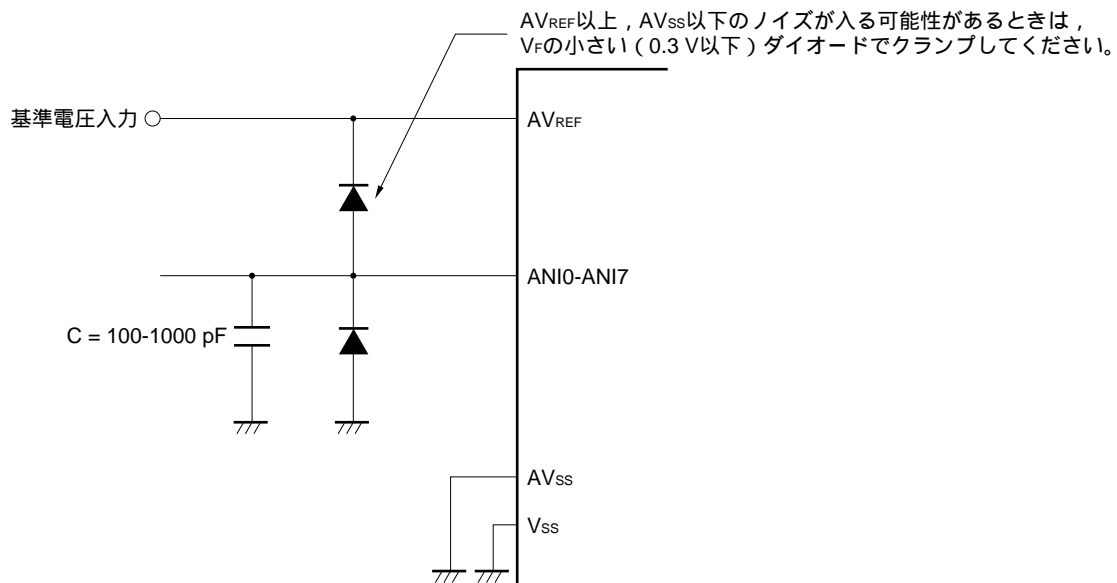 AVREF以上，AVSS以下のノイズが入る可能性があるときは，
VFの小さい（0.3 V以下）ダイオードでクランプしてください。
基準電圧入力
AVREF
ANI0-ANI7
C = 100-1000 pF
AVSS
VSS